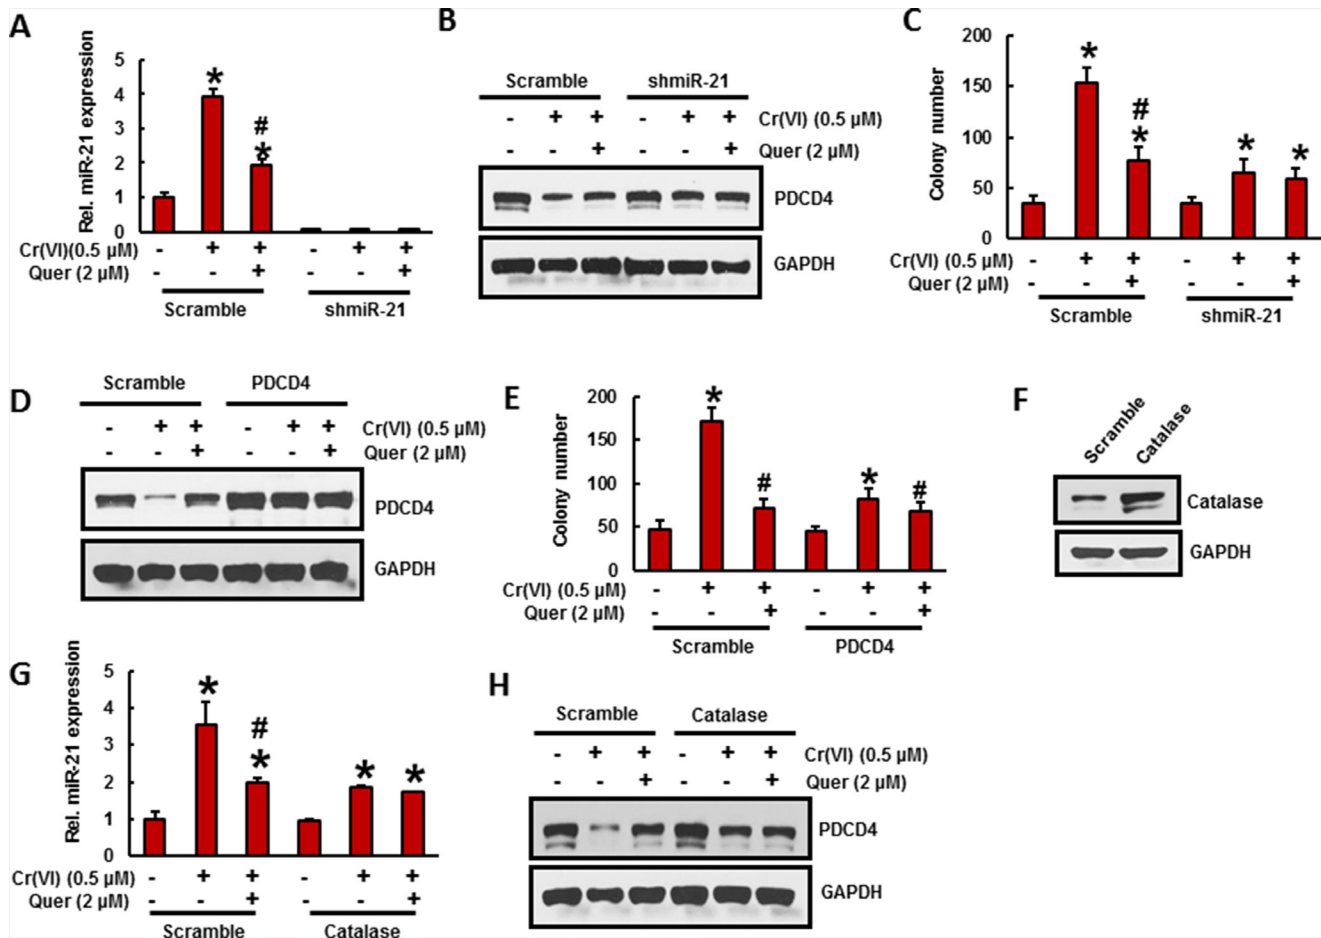 A
Rel. miR-21 expression
5
4
3
2
1
0
*
#
*
Cr(VI)(0.5 µM) - + + - + +
Quer (2 µM) - - + - - +
Scramble shmiR-21
B
Scramble shmiR-21
- + + - + + Cr(VI) (0.5 µM)
- - + - - + Quer (2 µM)
PDCD4
GAPDH
C
Colony number
200
150
100
50
0
*
#
*
*
*
Cr(VI) (0.5 µM) - + + - + +
Quer (2 µM) - - + - - +
Scramble shmiR-21
D
Scramble PDCD4
- + + - + + Cr(VI) (0.5 µM)
- - + - - + Quer (2 µM)
PDCD4
GAPDH
E
Colony number
200
150
100
50
0
*
#
*
#
Cr(VI) (0.5 µM) - + + - + +
Quer (2 µM) - - + - - +
Scramble PDCD4
F
Scramble
Catalase
Catalase
GAPDH
G
Rel. miR-21 expression
5
4
3
2
1
0
*
#
*
*
*
Cr(VI) (0.5 µM) - + + - + +
Quer (2 µM) - - + - - +
Scramble Catalase
H
Scramble Catalase
- + + - + + Cr(VI) (0.5 µM)
- - + - - + Quer (2 µM)
PDCD4
GAPDH